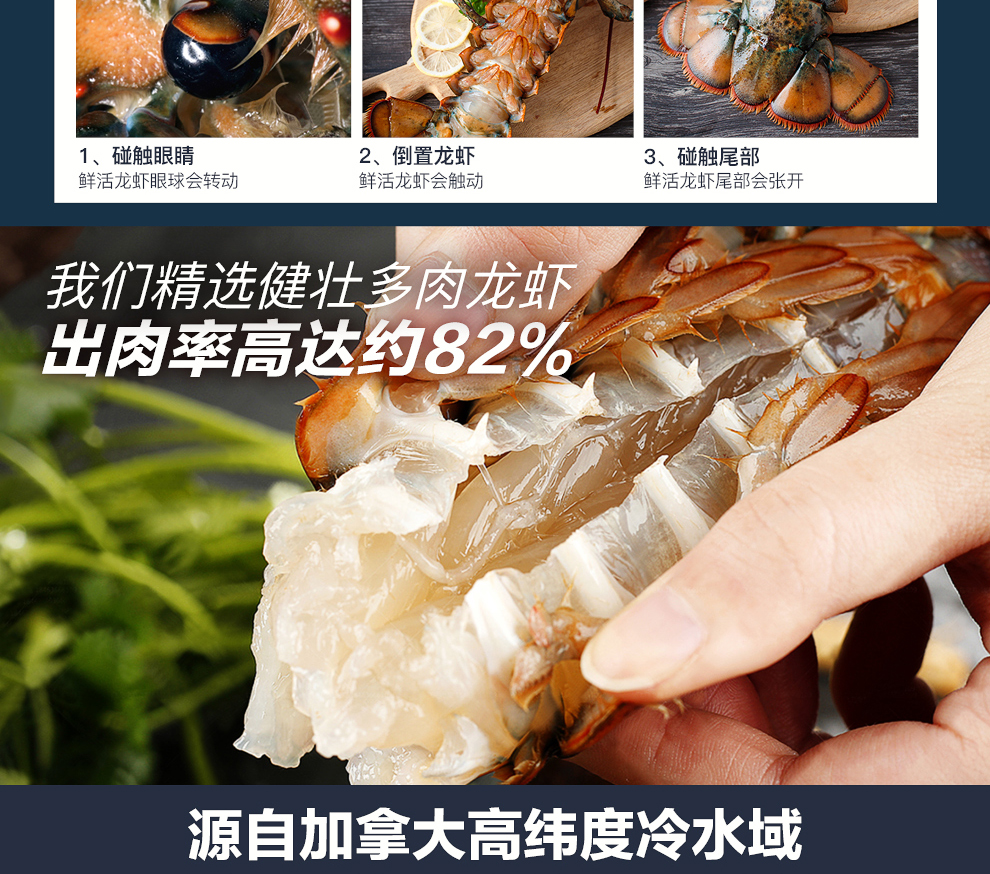 1、碰触眼睛
鲜活龙虾眼球会转动
2、倒置龙虾
鲜活龙虾会触动
3、碰触尾部
鲜活龙虾尾部会张开
我们精选健壮多肉龙虾
出肉率高达约82%
源自加拿大高纬度冷水域